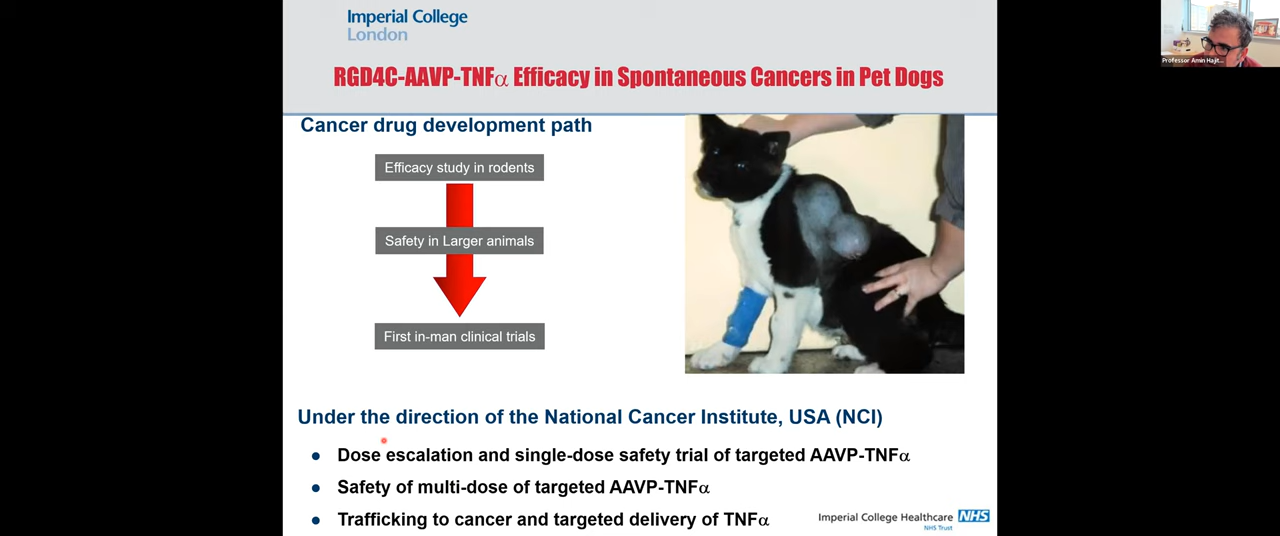 Imperial College
London
Professor Amin Hajit...
RGD4C-AAVP-TNFα Efficacy in Spontaneous Cancers in Pet Dogs
Cancer drug development path
Efficacy study in rodents
Safety in Larger animals
First in-man clinical trials
Under the direction of the National Cancer Institute, USA (NCI)
● Dose escalation and single-dose safety trial of targeted AAVP-TNFα
● Safety of multi-dose of targeted AAVP-TNFα
● Trafficking to cancer and targeted delivery of TNFα
Imperial College Healthcare NHS
NHS Trust